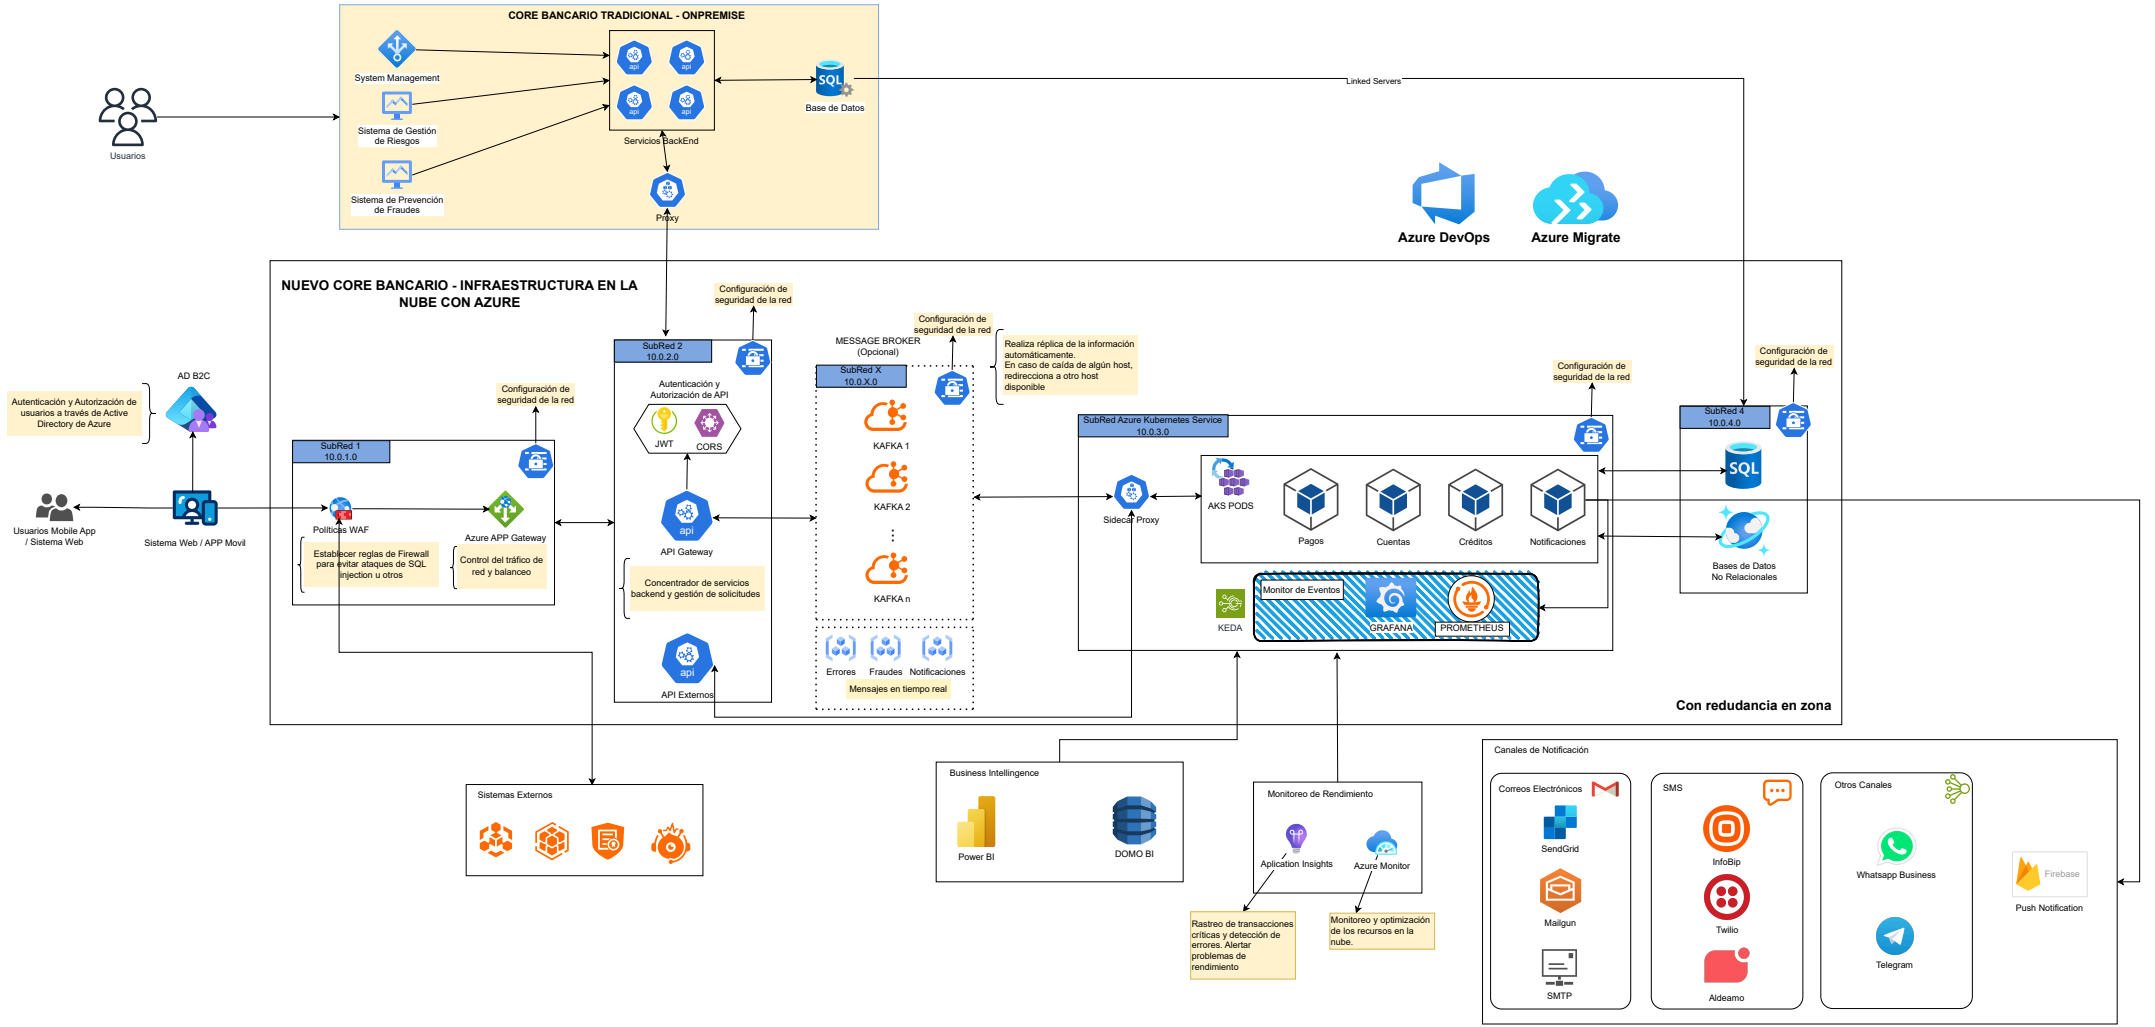 CORE BANCARIO TRADICIONAL - ONPREMISE
System Management
Sistema de Gestión
de Riesgos
Sistema de Prevención
de Fraudes
api
api
api
api
Servicios BackEnd
Proxy
SQL
Base de Datos
Linked Servers
Usuarios
Azure DevOps
Azure Migrate
NUEVO CORE BANCARIO - INFRAESTRUCTURA EN LA
NUBE CON AZURE
AD B2C
Autenticación y Autorización de
usuarios a través de Active
Directory de Azure
Usuarios Mobile App
/ Sistema Web
Sistema Web / APP Movil
SubRed 1
10.0.1.0
Configuración de
seguridad de la red
Políticas WAF
Azure APP Gateway
Establecer reglas de Firewall
para evitar ataques de SQL
injection u otros
Control del tráfico de
red y balanceo
SubRed 2
10.0.2.0
Configuración de
seguridad de la red
Autenticación y
Autorización de API
JWT
CORS
api
API Gateway
Concentrador de servicios
backend y gestión de solicitudes
api
API Externos
MESSAGE BROKER
(Opcional)
SubRed X
10.0.X.0
Configuración de
seguridad de la red
Realiza réplica de la información
automáticamente.
En caso de caída de algún host,
redirecciona a otro host
disponible
KAFKA 1
KAFKA 2
KAFKA n
Errores
Fraudes
Notificaciones
Mensajes en tiempo real
SubRed Azure Kubernetes Service
10.0.3.0
Configuración de
seguridad de la red
Sidecar Proxy
AKS PODS
Pagos
Cuentas
Créditos
Notificaciones
KEDA
Monitor de Eventos
GRAFANA
PROMETHEUS
SubRed 4
10.0.4.0
Configuración de
seguridad de la red
SQL
Bases de Datos
No Relacionales
Con redudancia en zona
Sistemas Externos
Business Intellingence
Power BI
DOMO BI
Monitoreo de Rendimiento
Aplication Insights
Azure Monitor
Rastreo de transacciones
críticas y detección de
errores. Alertar
problemas de
rendimiento
Monitoreo y optimización
de los recursos en la
nube.
Canales de Notificación
Correos Electrónicos
SendGrid
Mailgun
SMTP
SMS
InfoBip
Twilio
Aldeamo
Otros Canales
Whatsapp Business
Telegram
Firebase
Push Notification